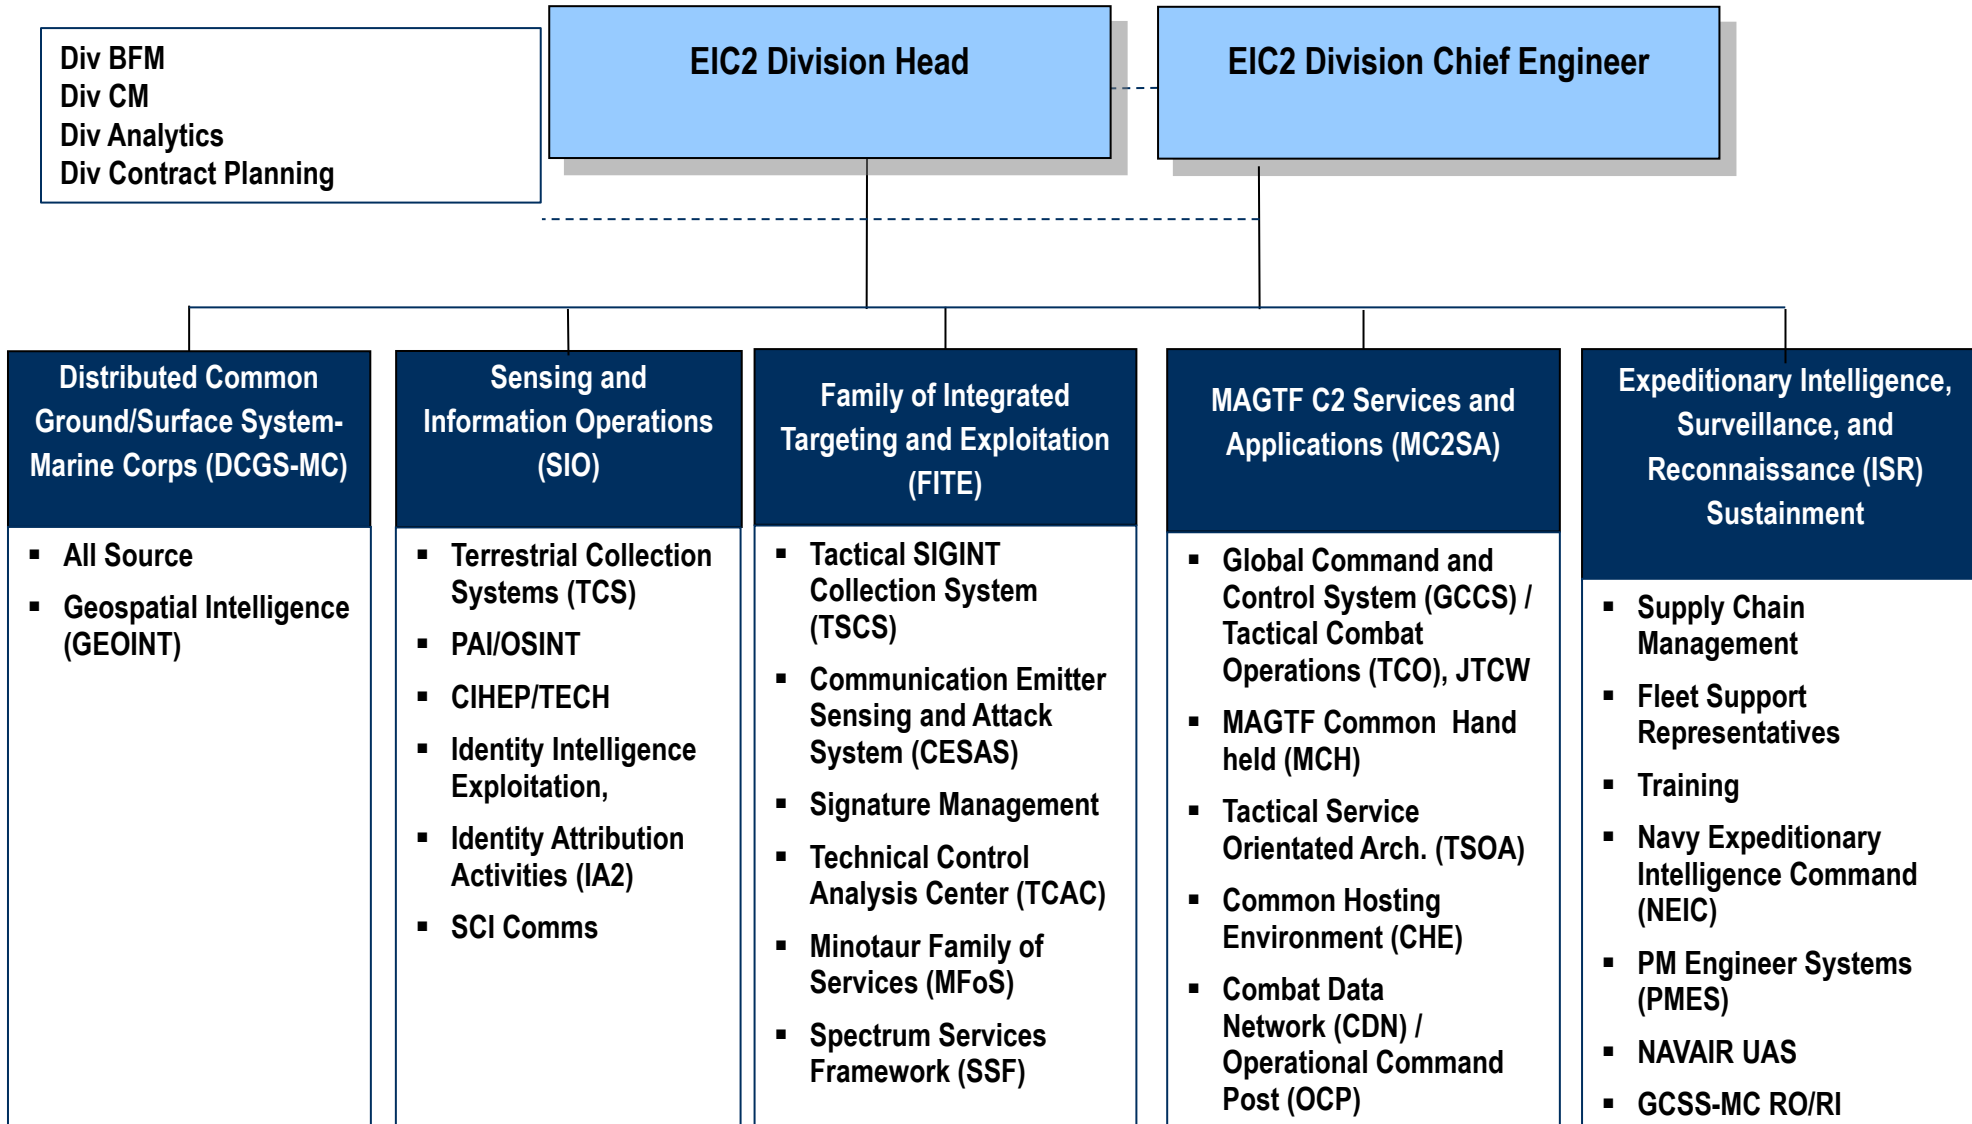 Div BFM
Div CM
Div Analytics
Div Contract Planning
EIC2 Division Head
EIC2 Division Chief Engineer
Distributed Common
Ground/Surface System-
Marine Corps (DCGS-MC)
▪ All Source
▪ Geospatial Intelligence
(GEOINT)
Sensing and
Information Operations
(SIO)
▪ Terrestrial Collection
Systems (TCS)
▪ PAI/OSINT
▪ CIHEP/TECH
▪ Identity Intelligence
Exploitation,
▪ Identity Attribution
Activities (IA2)
▪ SCI Comms
Family of Integrated
Targeting and Exploitation
(FITE)
▪ Tactical SIGINT
Collection System
(TSCS)
▪ Communication Emitter
Sensing and Attack
System (CESAS)
▪ Signature Management
▪ Technical Control
Analysis Center (TCAC)
▪ Minotaur Family of
Services (MFoS)
▪ Spectrum Services
Framework (SSF)
MAGTF C2 Services and
Applications (MC2SA)
▪ Global Command and
Control System (GCCS) /
Tactical Combat
Operations (TCO), JTCW
▪ MAGTF Common  Hand
held (MCH)
▪ Tactical Service
Orientated Arch. (TSOA)
▪ Common Hosting
Environment (CHE)
▪ Combat Data
Network (CDN) /
Operational Command
Post (OCP)
Expeditionary Intelligence,
Surveillance, and
Reconnaissance (ISR)
Sustainment
▪ Supply Chain
Management
▪ Fleet Support
Representatives
▪ Training
▪ Navy Expeditionary
Intelligence Command
(NEIC)
▪ PM Engineer Systems
(PMES)
▪ NAVAIR UAS
▪ GCSS-MC RO/RI